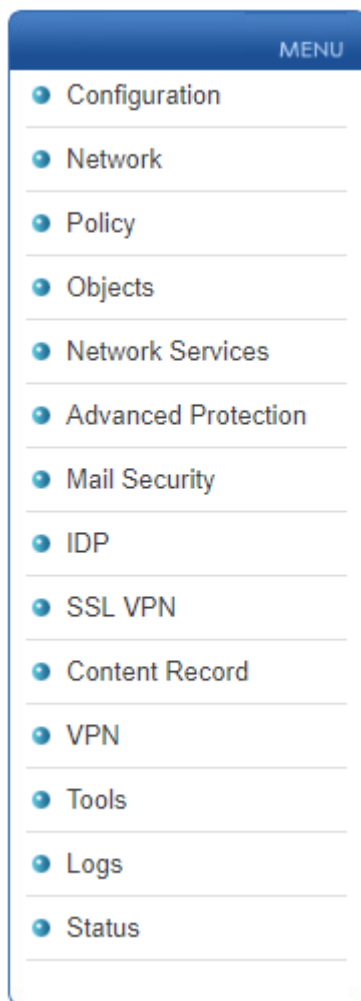 MENU
Configuration
Network
Policy
Objects
Network Services
Advanced Protection
Mail Security
IDP
SSL VPN
Content Record
VPN
Tools
Logs
Status